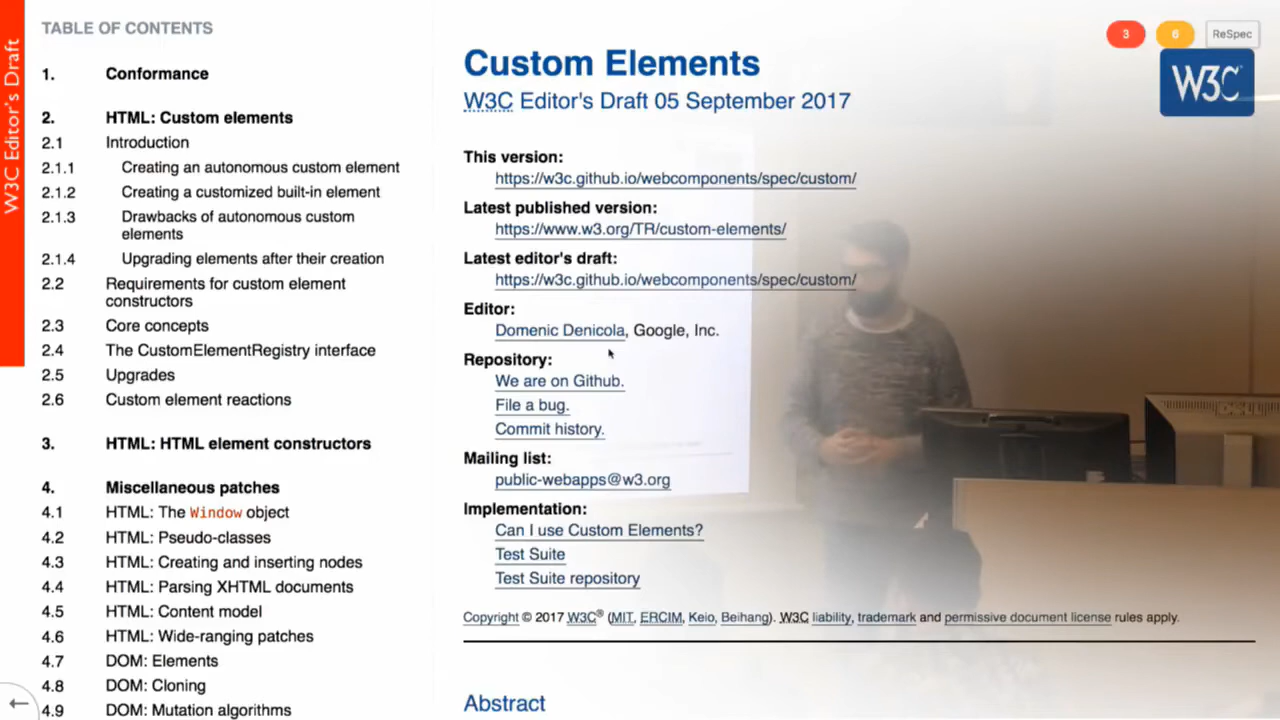 W3C Editor's Draft
TABLE OF CONTENTS
1. Conformance
2. HTML: Custom elements
2.1 Introduction
2.1.1 Creating an autonomous custom element
2.1.2 Creating a customized built-in element
2.1.3 Drawbacks of autonomous custom
elements
2.1.4 Upgrading elements after their creation
2.2 Requirements for custom element
constructors
2.3 Core concepts
2.4 The CustomElementRegistry interface
2.5 Upgrades
2.6 Custom element reactions
3. HTML: HTML element constructors
4. Miscellaneous patches
4.1 HTML: The Window object
4.2 HTML: Pseudo-classes
4.3 HTML: Creating and inserting nodes
4.4 HTML: Parsing XHTML documents
4.5 HTML: Content model
4.6 HTML: Wide-ranging patches
4.7 DOM: Elements
4.8 DOM: Cloning
4.9 DOM: Mutation algorithms
3 6 ReSpec
W3C
Custom Elements
W3C Editor's Draft 05 September 2017
This version:
https://w3c.github.io/webcomponents/spec/custom/
Latest published version:
https://www.w3.org/TR/custom-elements/
Latest editor's draft:
https://w3c.github.io/webcomponents/spec/custom/
Editor:
Domenic Denicola, Google, Inc.
Repository:
We are on Github.
File a bug.
Commit history.
Mailing list:
public-webapps@w3.org
Implementation:
Can I use Custom Elements?
Test Suite
Test Suite repository
Copyright © 2017 W3C® (MIT, ERCIM, Keio, Beihang). W3C liability, trademark and permissive document license rules apply.
Abstract